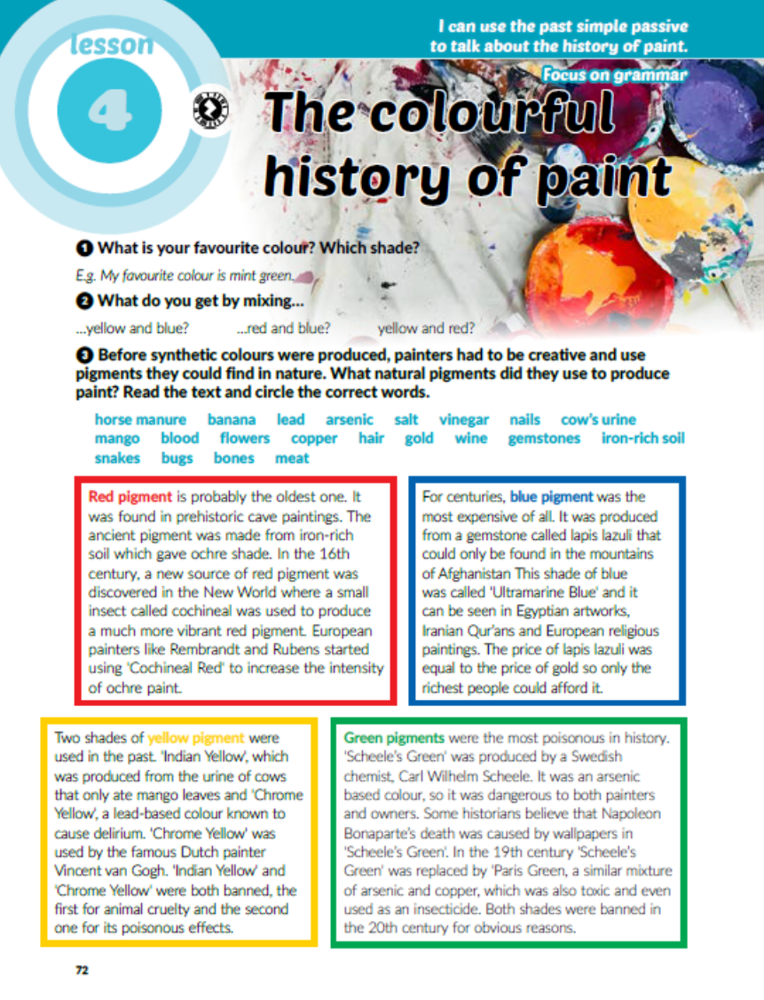 I can use the past simple passive
to talk about the history of paint.
lesson
4
Focus on grammar
The colourful
history of paint
1 What is your favourite colour? Which shade?
E.g. My favourite colour is mint green.
2 What do you get by mixing...
...yellow and blue? ...red and blue? yellow and red?
3 Before synthetic colours were produced, painters had to be creative and use
pigments they could find in nature. What natural pigments did they use to produce
paint? Read the text and circle the correct words.
horse manure banana lead arsenic salt vinegar nails cow's urine
mango blood flowers copper hair gold wine gemstones iron-rich soil
snakes bugs bones meat
Red pigment is probably the oldest one. It
was found in prehistoric cave paintings. The
ancient pigment was made from iron-rich
soil which gave ochre shade. In the 16th
century, a new source of red pigment was
discovered in the New World where a small
insect called cochineal was used to produce
a much more vibrant red pigment. European
painters like Rembrandt and Rubens started
using 'Cochineal Red' to increase the intensity
of ochre paint.
For centuries, blue pigment was the
most expensive of all. It was produced
from a gemstone called lapis lazuli that
could only be found in the mountains
of Afghanistan This shade of blue
was called 'Ultramarine Blue' and it
can be seen in Egyptian artworks,
Iranian Qur'ans and European religious
paintings. The price of lapis lazuli was
equal to the price of gold so only the
richest people could afford it.
Two shades of yellow pigment were
used in the past. 'Indian Yellow', which
was produced from the urine of cows
that only ate mango leaves and 'Chrome
Yellow', a lead-based colour known to
cause delirium. 'Chrome Yellow' was
used by the famous Dutch painter
Vincent van Gogh. 'Indian Yellow' and
'Chrome Yellow' were both banned, the
first for animal cruelty and the second
one for its poisonous effects.
Green pigments were the most poisonous in history.
'Scheele's Green' was produced by a Swedish
chemist, Carl Wilhelm Scheele. It was an arsenic
based colour, so it was dangerous to both painters
and owners. Some historians believe that Napoleon
Bonaparte's death was caused by wallpapers in
'Scheele's Green'. In the 19th century 'Scheele's
Green' was replaced by 'Paris Green, a similar mixture
of arsenic and copper, which was also toxic and even
used as an insecticide. Both shades were banned in
the 20th century for obvious reasons.
72